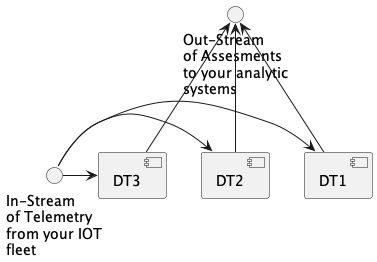 Out-Stream
of Assesments
to your analytic
systems
DT3
DT2
DT1
In-Stream
of Telemetry
from your IOT
fleet